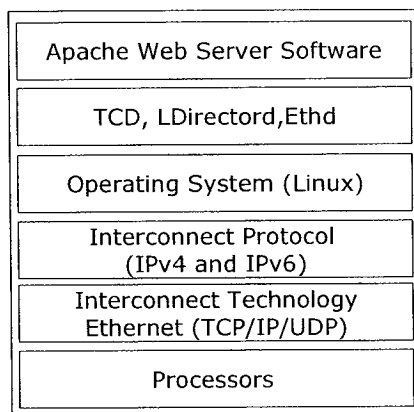 Apache Web Server Software
TCD, LDirectord,Ethd
Operating System (Linux)
Interconnect Protocol
(IPv4 and IPv6)
Interconnect Technology
Ethernet (TCP/IP/UDP)
Processors